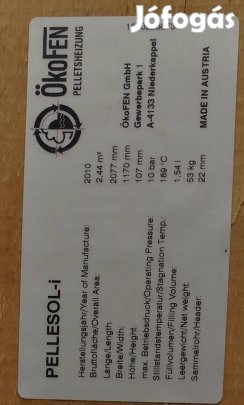 Jófogás
ÖkoFEN
PELLETSHEIZUNG
ÖkoFEN GmbH
Gewerbepark 1
A-4133 Niederkappel
MADE IN AUSTRIA
PELLESOL-i
Herstellungsjahr/Year of Manufacture: 2010
Bruttofläche/Overall Area: 2.44 m²
Länge/Length 2077 mm
Breite/Width: 1170 mm
Höhe/Height: 107 mm
max. Betriebsdruck/Operating Pressure 10 bar
Stillstandstemperatur/Stagnation Temp.: 189 °C
Füllvolumen/Filling Volume: 1.54 l
Leergewicht/Net weight: 53 kg
Sammelrohr/Header: 22 mm